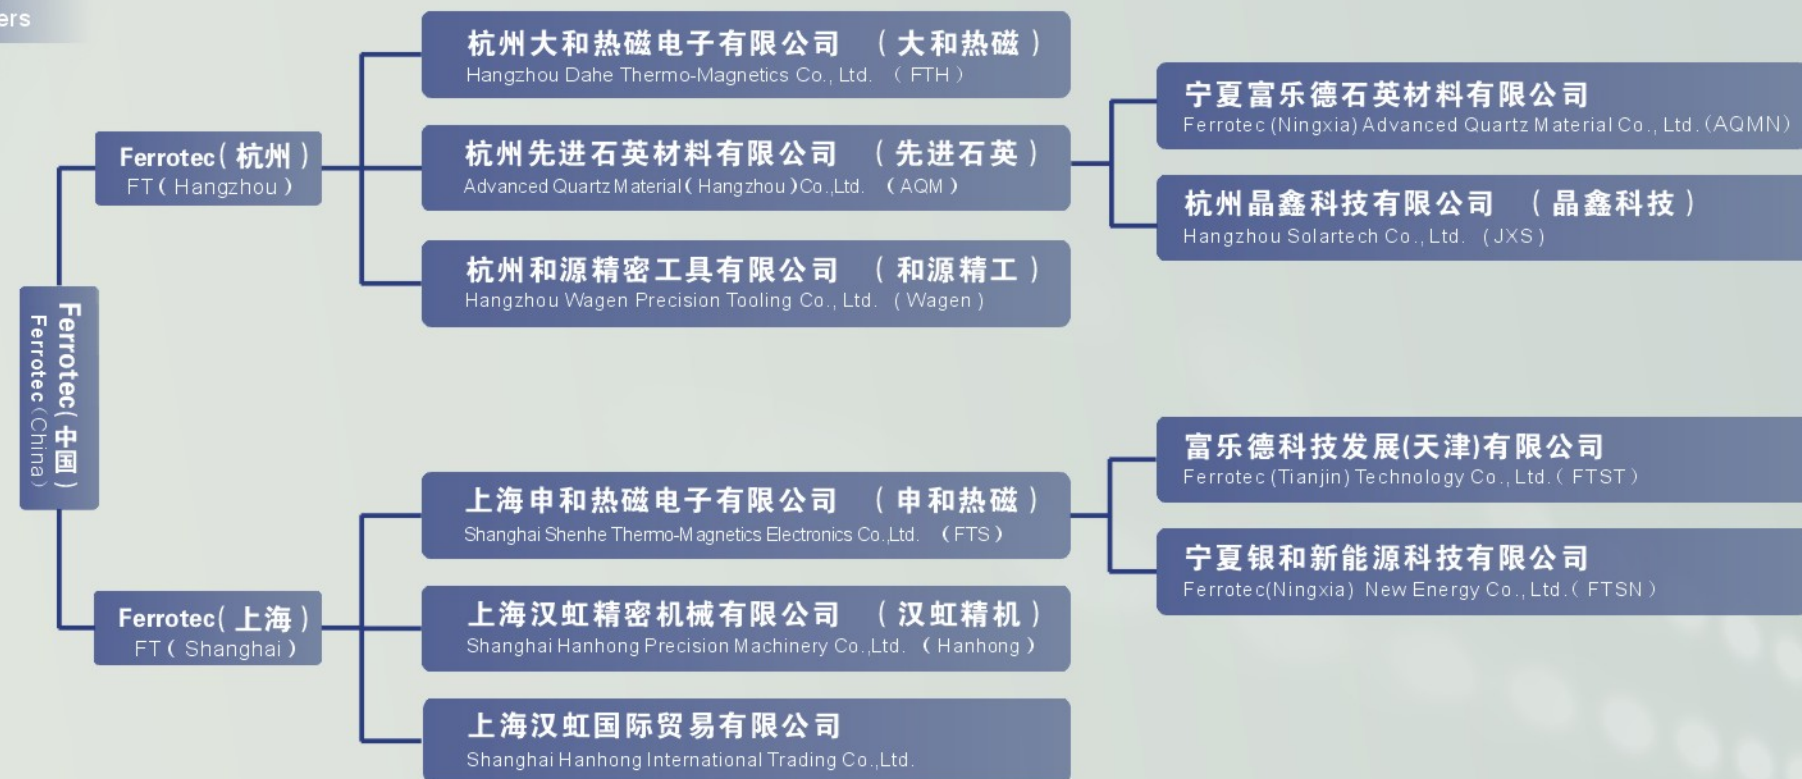 ers
Ferrotec(中国)
Ferrotec(China)
Ferrotec(杭州)
FT(Hangzhou)
杭州大和热磁电子有限公司 (大和热磁)
Hangzhou Dahe Thermo-Magnetics Co., Ltd. (FTH)
杭州先进石英材料有限公司 (先进石英)
Advanced Quartz Material(Hangzhou)Co.,Ltd. (AQM)
杭州和源精密工具有限公司 (和源精工)
Hangzhou Wagen Precision Tooling Co., Ltd. (Wagen)
宁夏富乐德石英材料有限公司
Ferrotec (Ningxia) Advanced Quartz Material Co., Ltd.(AQMN)
杭州晶鑫科技有限公司 (晶鑫科技)
Hangzhou Solartech Co., Ltd. (JXS)
Ferrotec(上海)
FT(Shanghai)
上海申和热磁电子有限公司 (申和热磁)
Shanghai Shenhe Thermo-Magnetics Electronics Co.,Ltd. (FTS)
上海汉虹精密机械有限公司 (汉虹精机)
Shanghai Hanhong Precision Machinery Co.,Ltd. (Hanhong)
上海汉虹国际贸易有限公司
Shanghai Hanhong International Trading Co.,Ltd.
富乐德科技发展(天津)有限公司
Ferrotec (Tianjin) Technology Co., Ltd.(FTST)
宁夏银和新能源科技有限公司
Ferrotec(Ningxia) New Energy Co., Ltd.(FTSN)